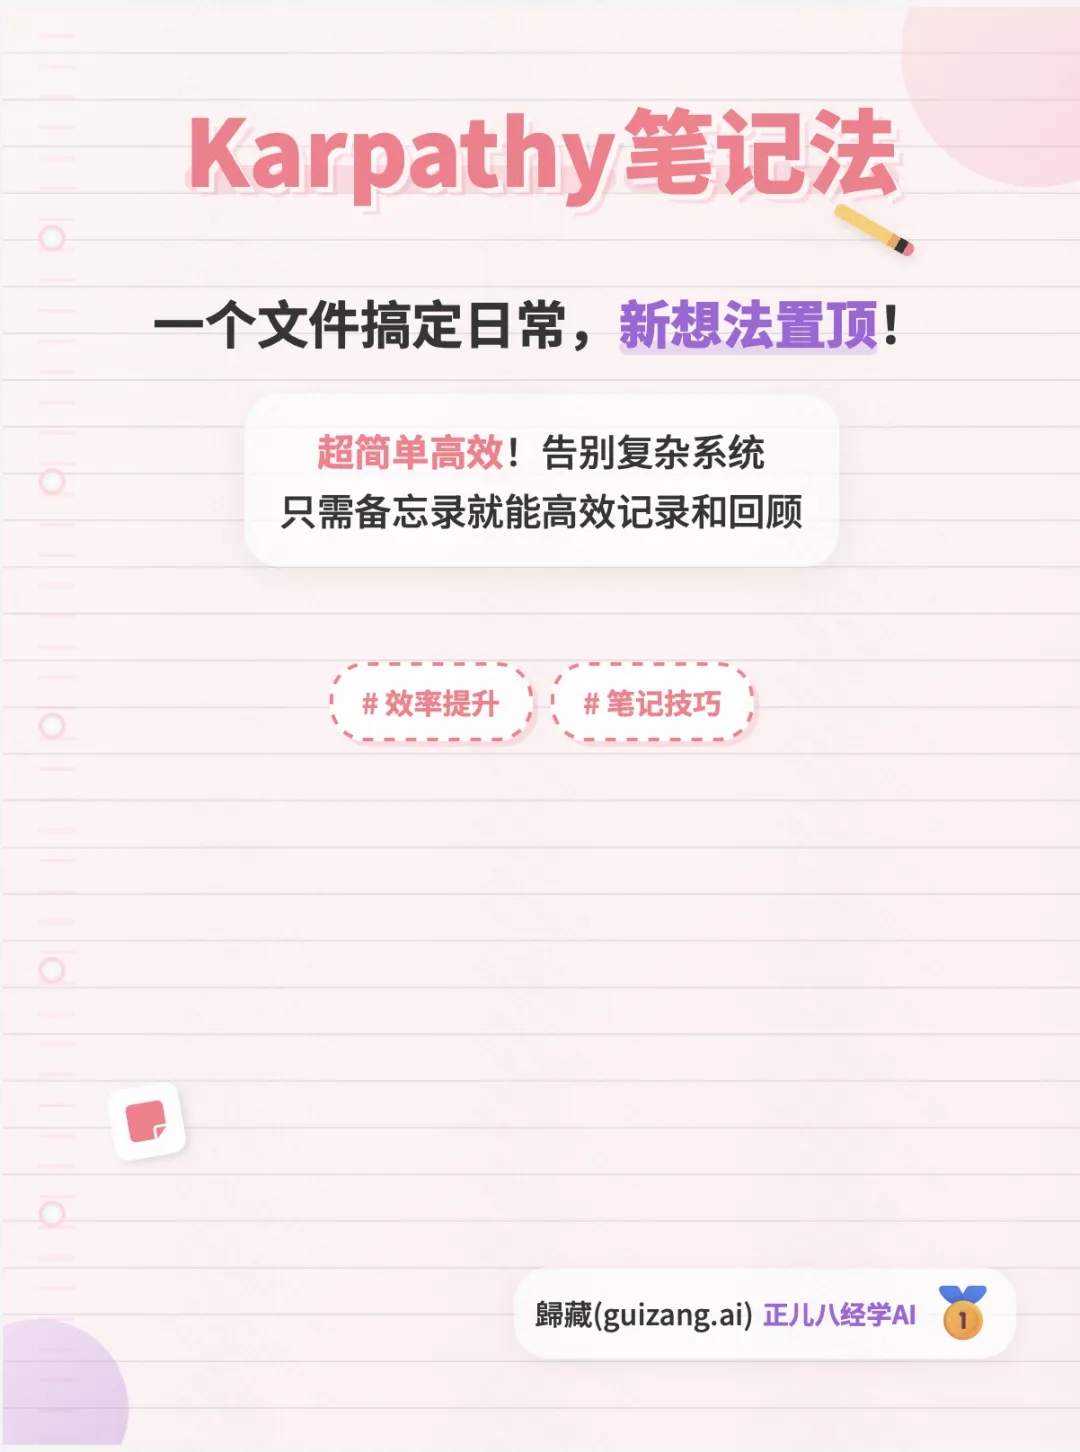 Karpathy笔记法
一个文件搞定日常，新想法置顶！
超简单高效！告别复杂系统
只需备忘录就能高效记录和回顾
# 效率提升
# 笔记技巧
歸藏(guizang.ai) 正儿八经学AI
1